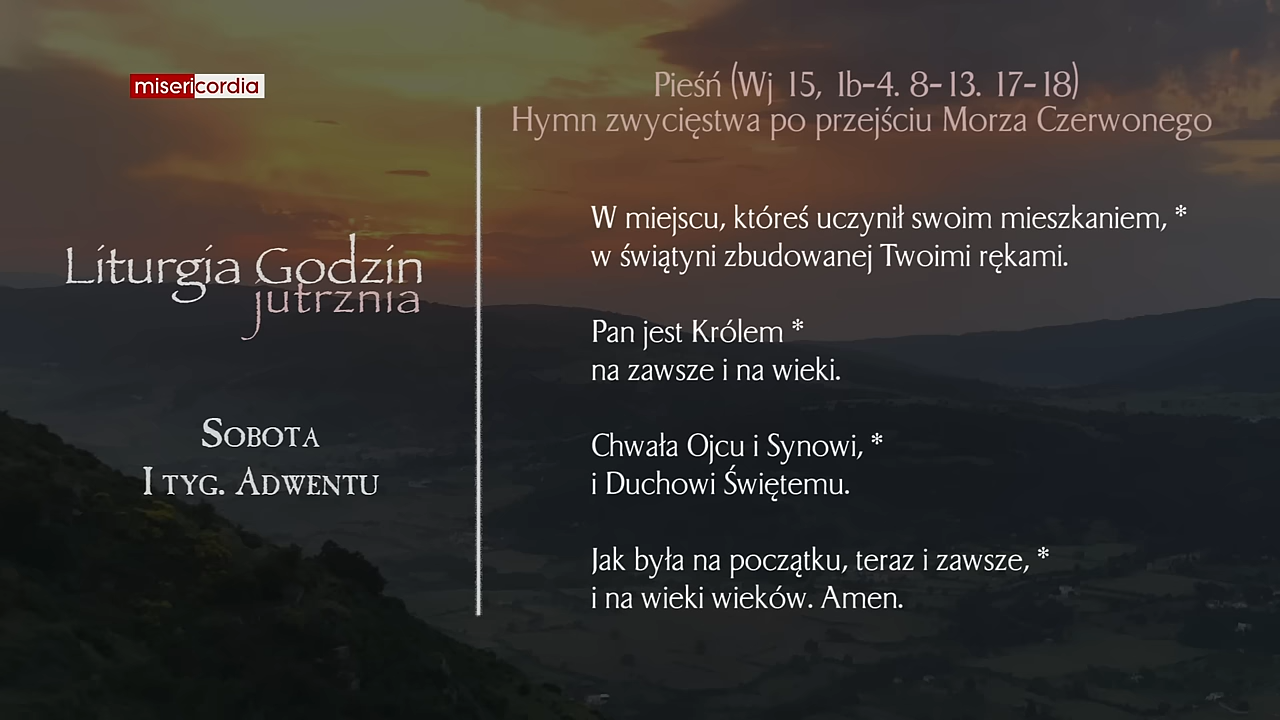 misericordia
Liturgia Godzin
jutrznia
Sobota
I tyg. Adwentu
Pieśń (Wj 15, 1b-4. 8-13. 17-18)
Hymn zwycięstwa po przejściu Morza Czerwonego
W miejscu, któreś uczynił swoim mieszkaniem, *
w świątyni zbudowanej Twoimi rękami.
Pan jest Królem *
na zawsze i na wieki.
Chwała Ojcu i Synowi, *
i Duchowi Świętemu.
Jak była na początku, teraz i zawsze, *
i na wieki wieków. Amen.